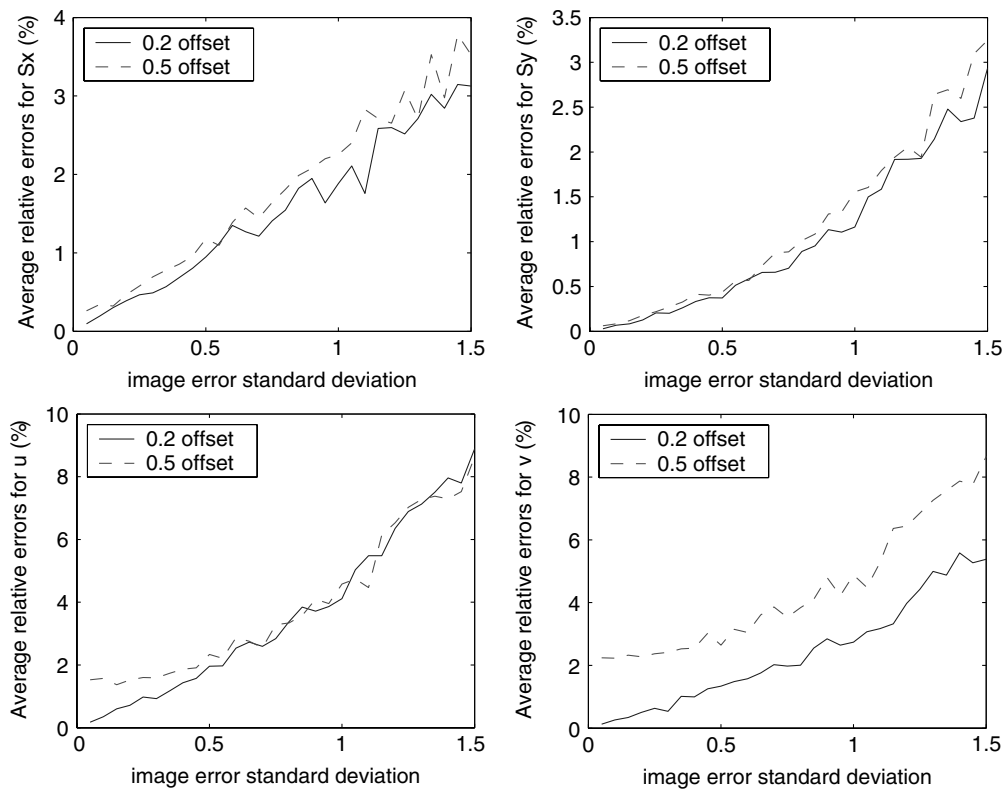 Average relative errors for Sx (%)
4
3
2
1
0
0.2 offset
0.5 offset
0
0.5
1
1.5
image error standard deviation
Average relative errors for Sy (%)
3.5
3
2.5
2
1.5
1
0.5
0
0.2 offset
0.5 offset
0
0.5
1
1.5
image error standard deviation
Average relative errors for u (%)
10
8
6
4
2
0
0.2 offset
0.5 offset
0
0.5
1
1.5
image error standard deviation
Average relative errors for v (%)
10
8
6
4
2
0
0.2 offset
0.5 offset
0
0.5
1
1.5
image error standard deviation